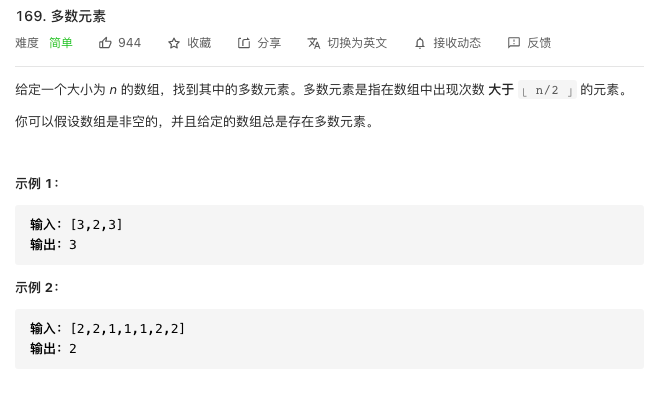 169. 多数元素
难度 简单 944 收藏 分享 切换为英文 接收动态 反馈
给定一个大小为 n 的数组，找到其中的多数元素。多数元素是指在数组中出现次数 大于 ⌊ n/2 ⌋ 的元素。
你可以假设数组是非空的，并且给定的数组总是存在多数元素。
示例 1：
输入：[3,2,3]
输出：3
示例 2：
输入：[2,2,1,1,1,2,2]
输出：2